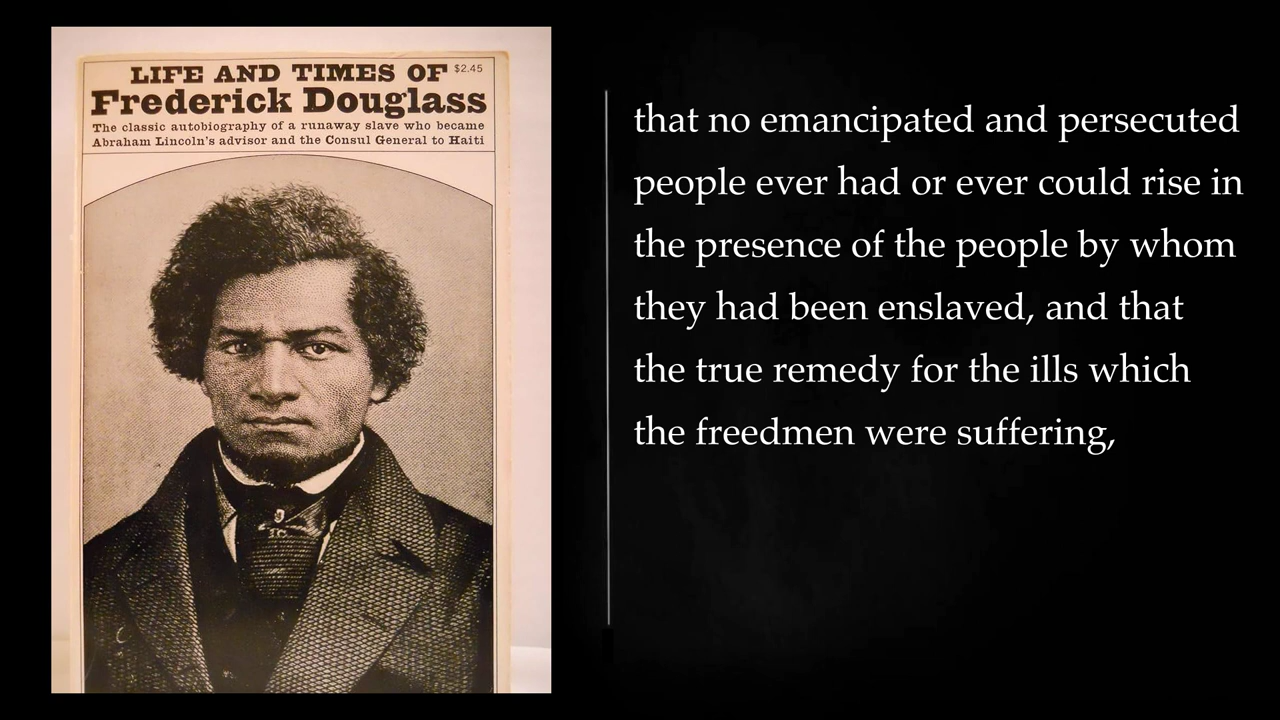 LIFE AND TIMES OF $2.45
Frederick Douglass
The classic autobiography of a runaway slave who became
Abraham Lincoln's advisor and the Consul General to Haiti
that no emancipated and persecuted
people ever had or ever could rise in
the presence of the people by whom
they had been enslaved, and that
the true remedy for the ills which
the freedmen were suffering,